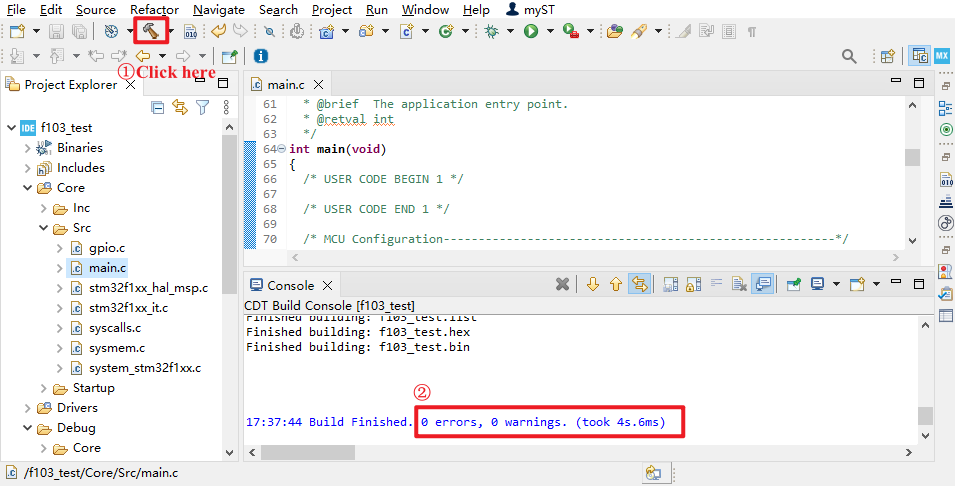 File Edit Source Refactor Navigate Search Project Run Window Help myST
010
①Click here
MX
Project Explorer
main.c
IDE f103_test
Binaries
Includes
Core
Inc
Src
gpio.c
main.c
stm32f1xx_hal_msp.c
stm32f1xx_it.c
syscalls.c
sysmem.c
system_stm32f1xx.c
Startup
Drivers
Debug
Core
61 * @brief The application entry point.
62 * @retval int
63 */
64 int main(void)
65 {
66 /* USER CODE BEGIN 1 */
67
68 /* USER CODE END 1 */
69
70 /* MCU Configuration--------------------------------------------------------*/
010
Console
CDT Build Console [f103_test]
Finished building: f103_test.list
Finished building: f103_test.hex
Finished building: f103_test.bin
②
17:37:44 Build Finished. 0 errors, 0 warnings. (took 4s.6ms)
/f103_test/Core/Src/main.c